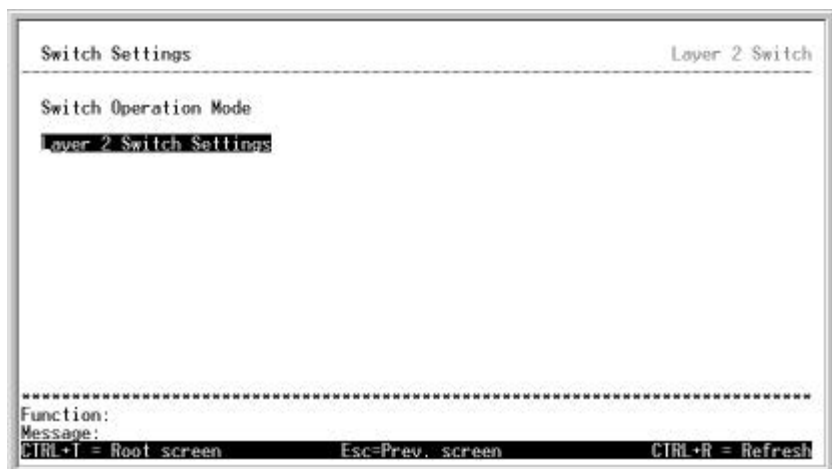 Switch Settings Layer 2 Switch
Switch Operation Mode
Layer 2 Switch Settings
Function:
Message:
CTRL+T = Root screen Esc=Prev. screen CTRL+R = Refresh